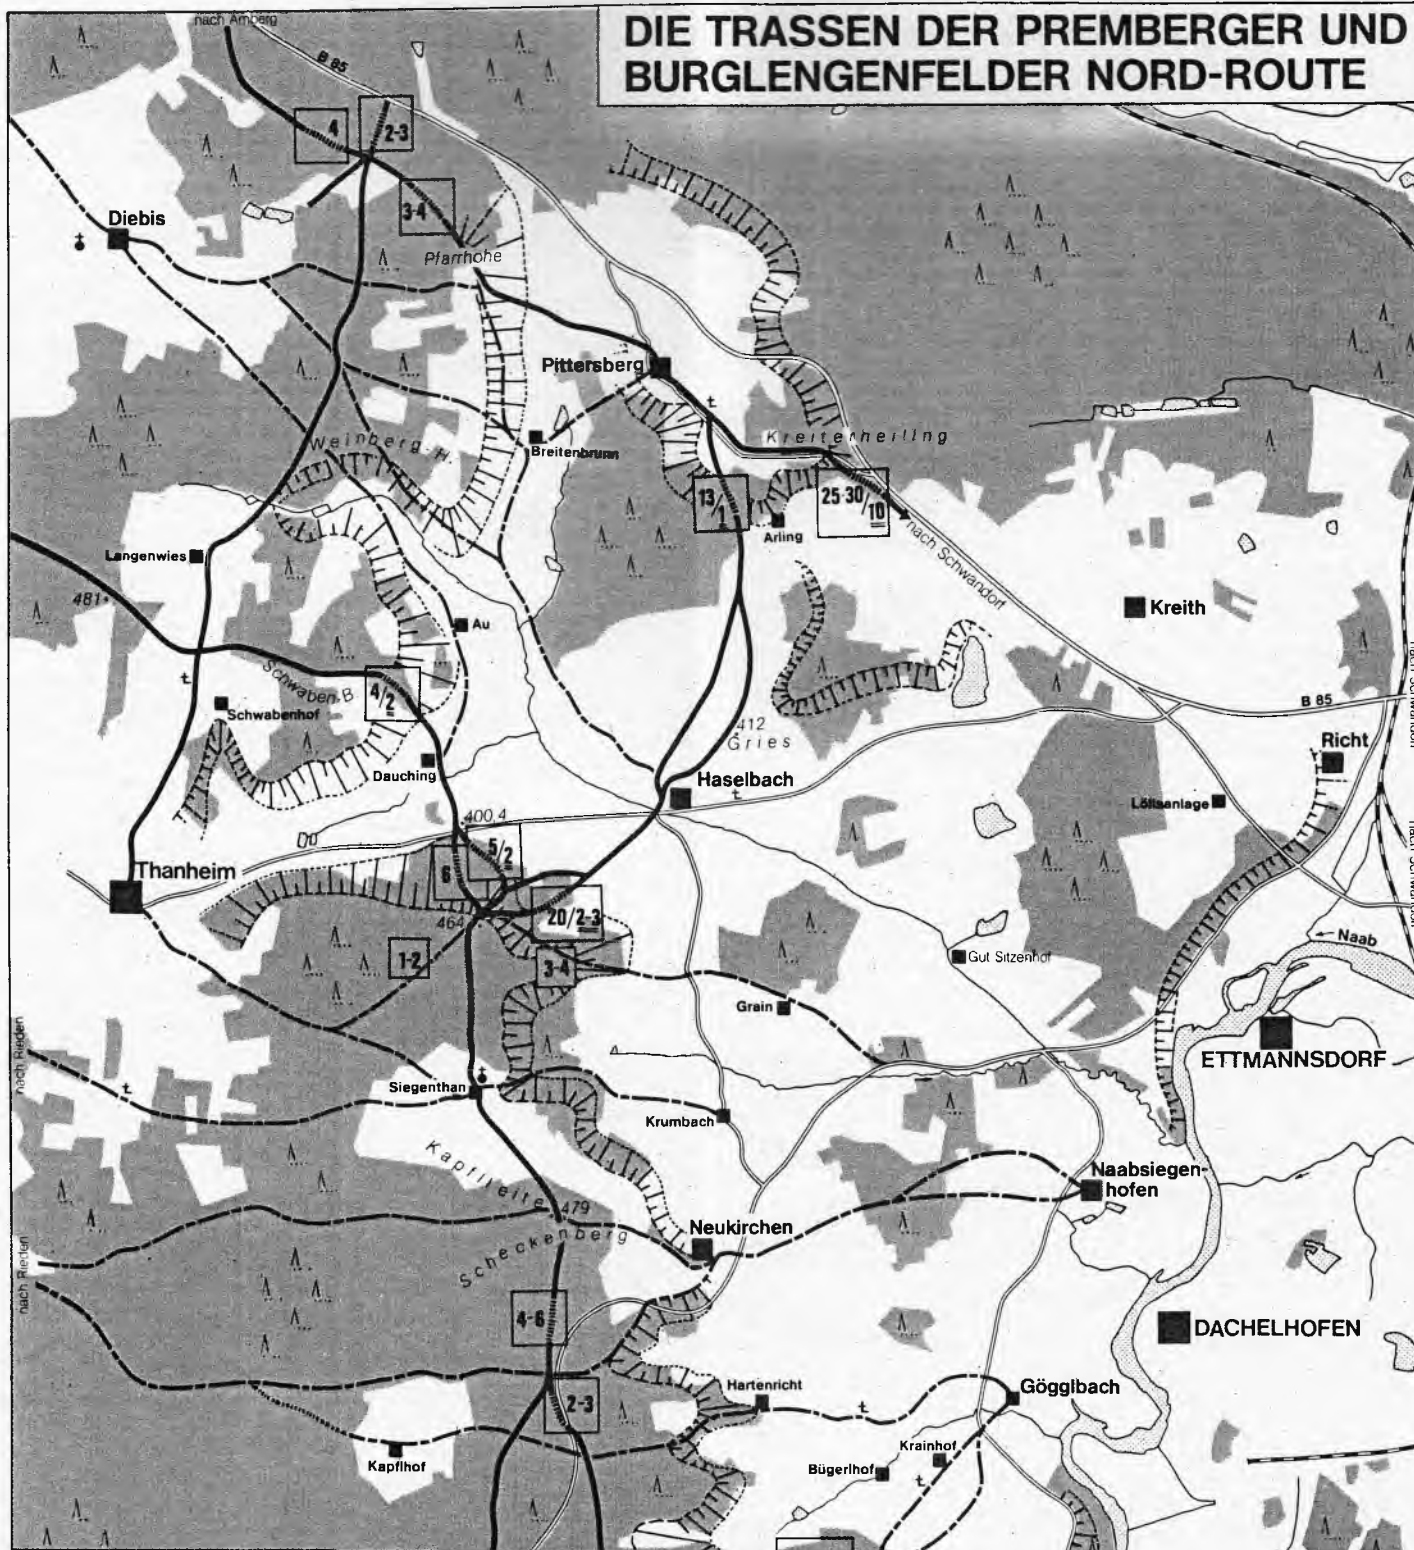 DIE TRASSEN DER PREMBERGER UND
BURGLENGENFELDER NORD-ROUTE
nach Amberg
B 85
4
2-3
3-4
Diebis
Pfarrhöhe
Pittersberg
Weinberg-H.
Breitenbrunn
Kreiterheiling
13/1
25-30/10
Arling
nach Schwandorf
Langenwies
481
Kreith
Au
Schwaben-B
4/2
Schwabenhof
412
Gries
B 85
nach Schwandorf
Richt
Dauching
Haselbach
400,4
Thanheim
5/2
6
20/2-3
464
1-2
3-4
nach Schwandorf
Naab
Gut Sitzenhof
Grain
ETTMANNSDORF
nach Rieden
Siegenthan
Krumbach
Kapflleite
479
Naabsiegen-
hofen
Neukirchen
Scheckenberg
nach Rieden
4-6
DACHELHOFEN
2-3
Hartenricht
Gögglbach
Kapflhof
Krainhof
Bügerlhof